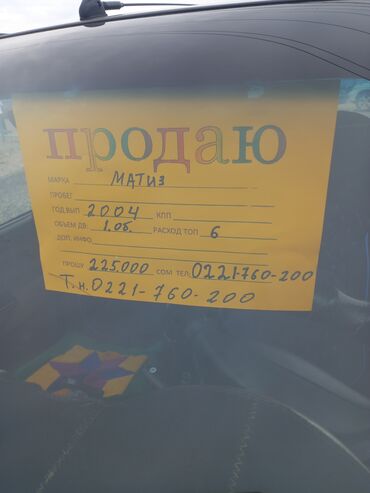 продаю
МАРКА МАТИЗ
ПРОБЕГ
ГОД ВЫП 2004 КПП
ОБЪЕМ ДВ: 1.об. РАСХОД ТОП 6
ДОП. ИНФО
ПРОШУ 225.000 СОМ ТЕЛ: 0221-760-200
Т.н. 0221-760-200